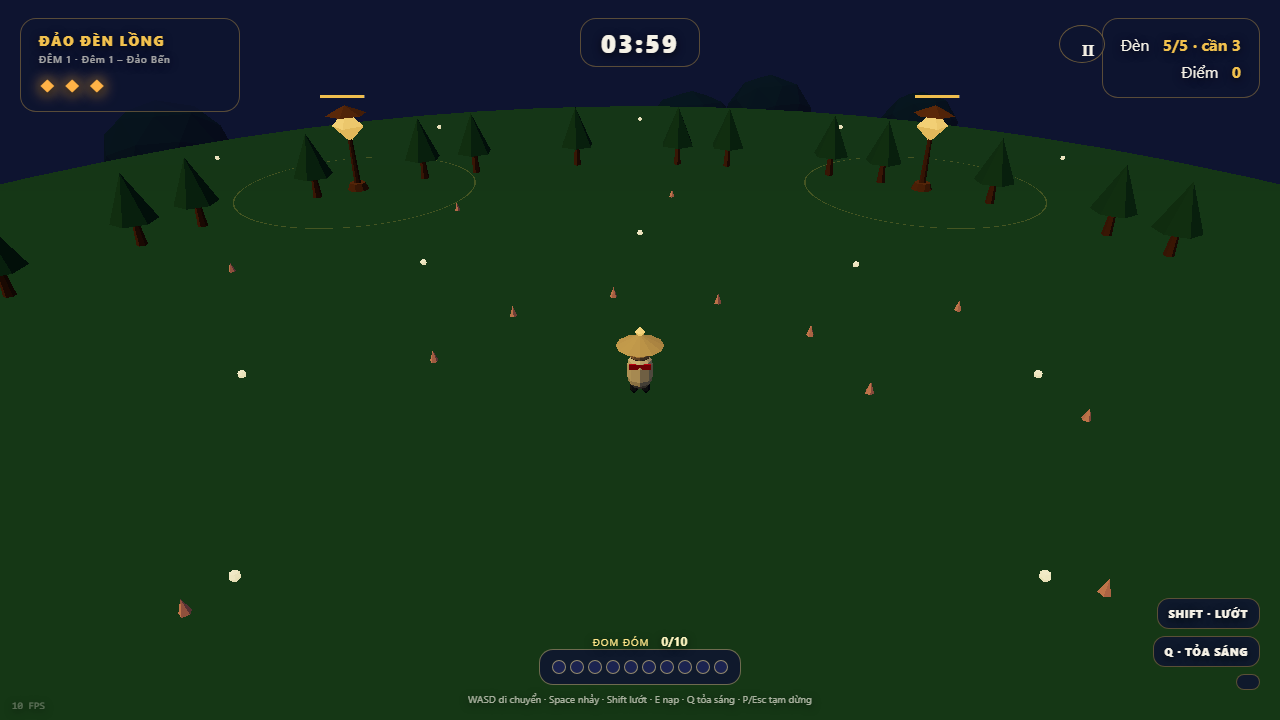 ĐẢO ĐÈN LỒNG
ĐÊM 1 · Đêm 1 – Đảo Bến
03:59
II
Đèn 5/5 · cần 3
Điểm 0
SHIFT · LƯỚT
Q · TỎA SÁNG
ĐOM ĐÓM 0/10
WASD di chuyển · Space nhảy · Shift lướt · E nạp · Q tỏa sáng · P/Esc tạm dừng
10 FPS